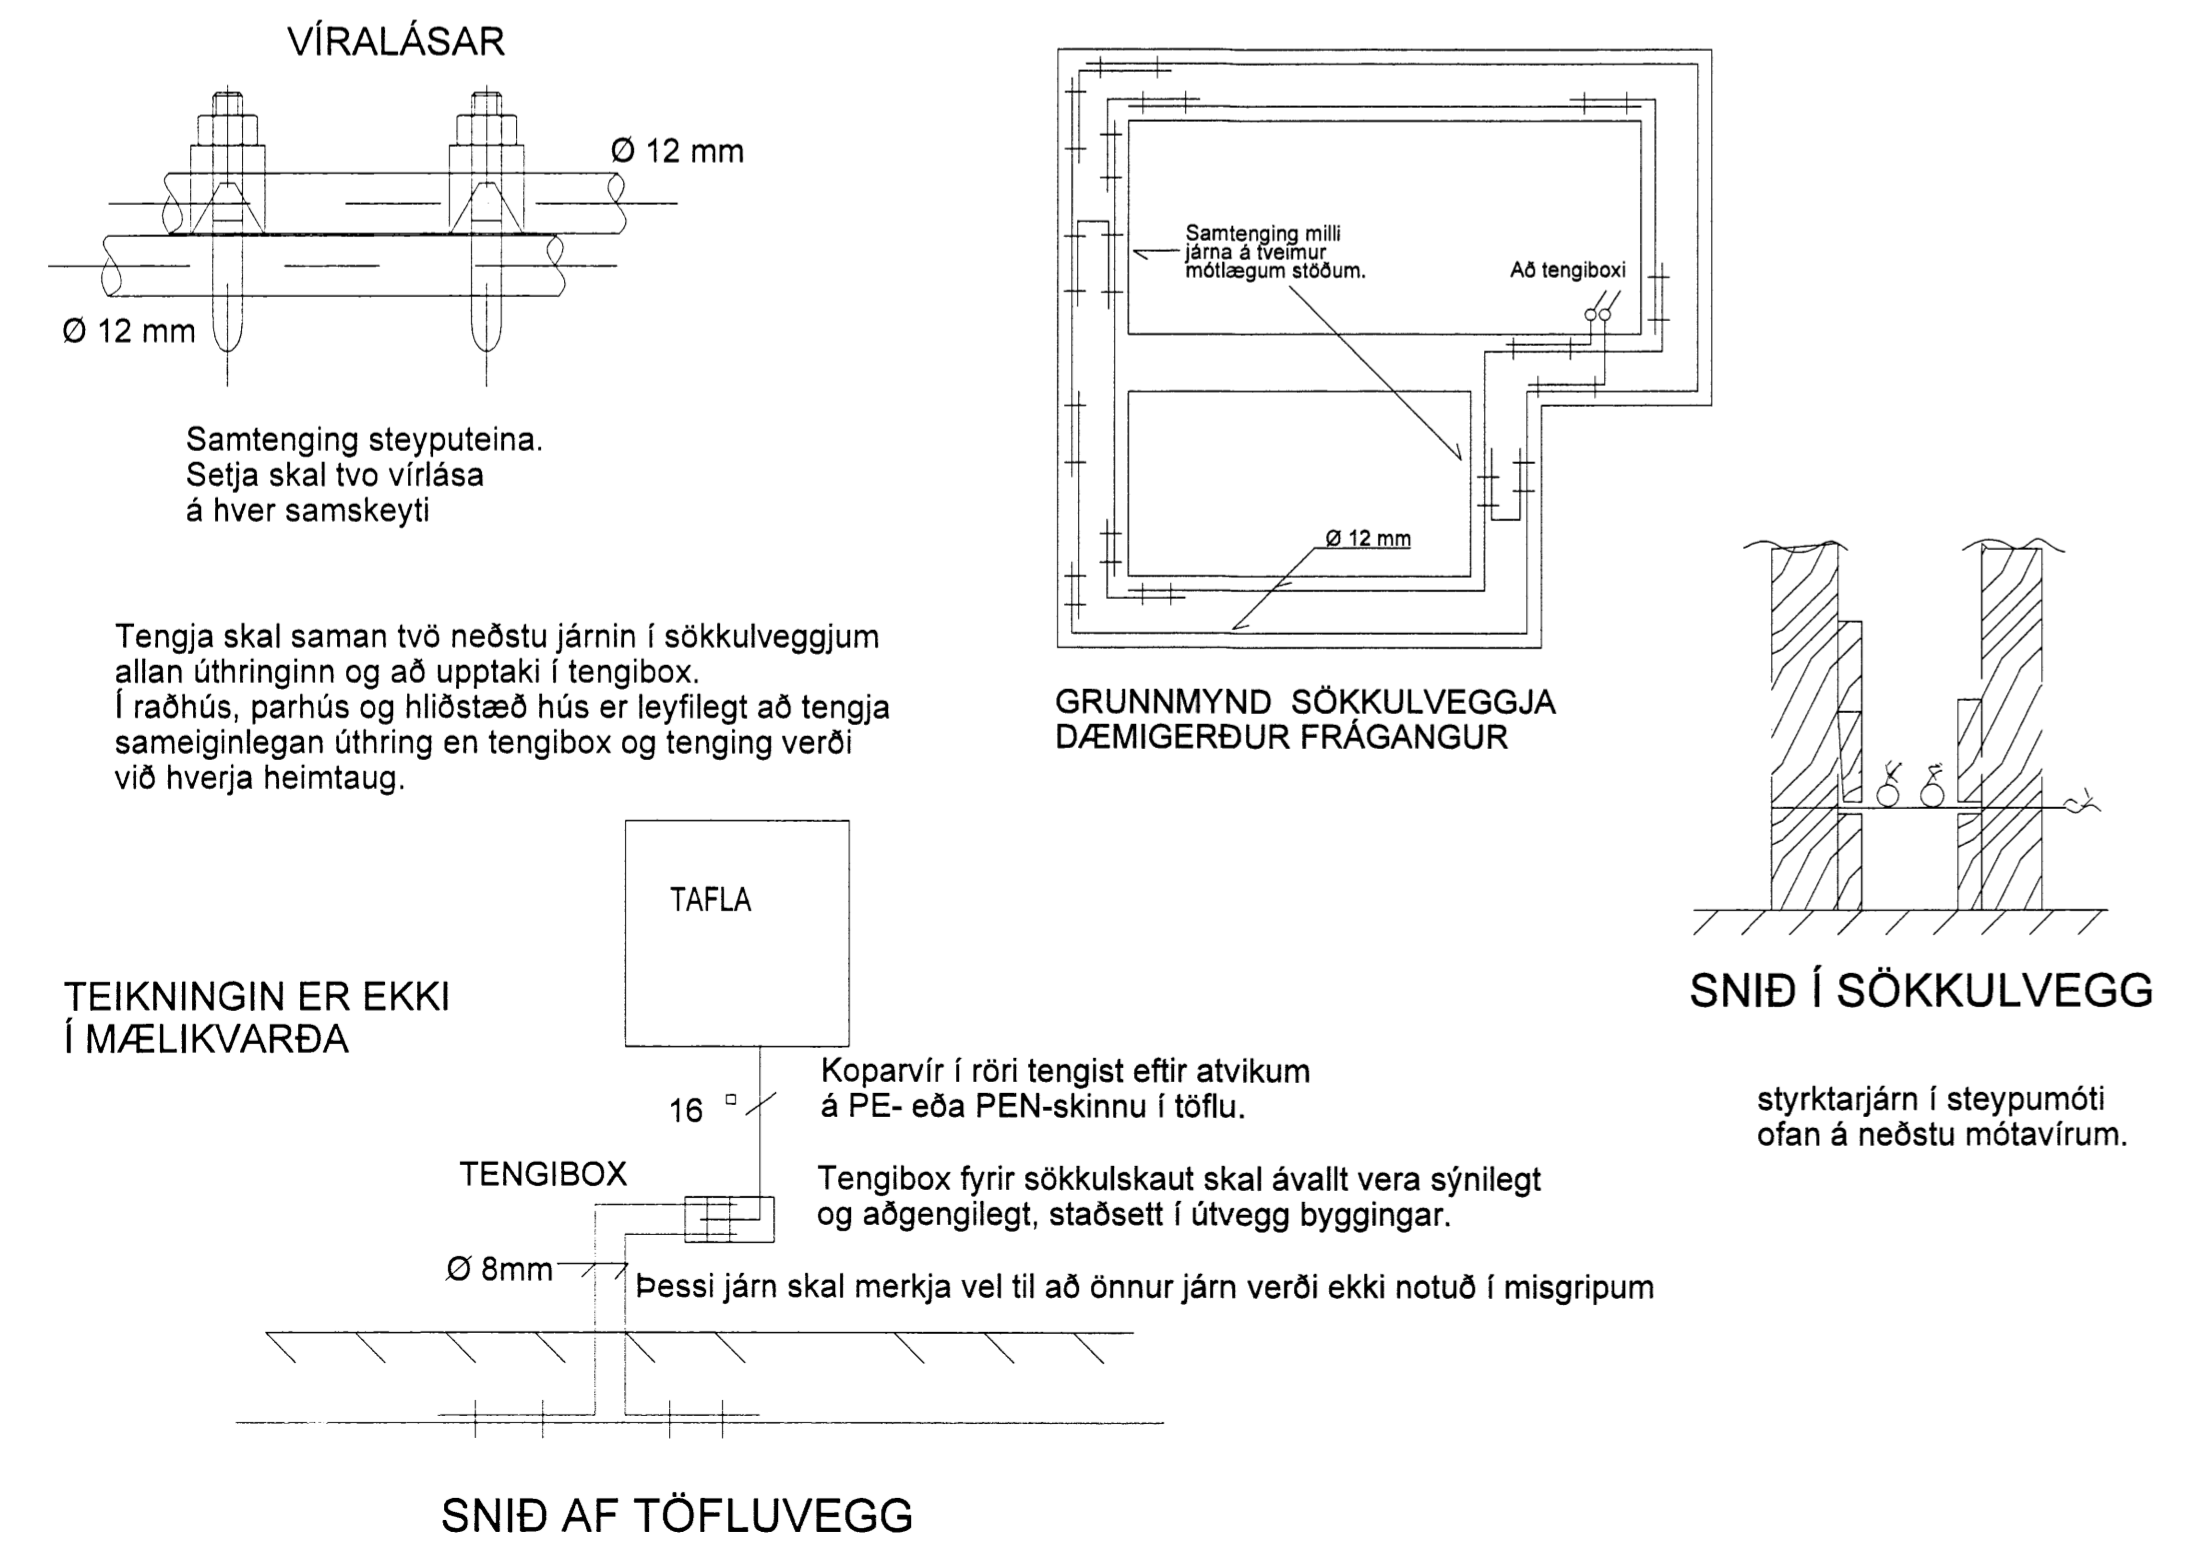 VÍRALÁSAR
Ø 12 mm
Ø 12 mm
Samtenging steyputeina.
Setja skal tvo vírlása
á hver samskeyti
Samtenging milli
járna á tveimur
mótlægum stöðum.
Að tengiboxi
Ø 12 mm
GRUNNMYND SÖKKULVEGGJA
DÆMIGERÐUR FRÁGANGUR
Tengja skal saman tvö neðstu járnin í sökkulveggjum
allan úthringinn og að upptaki í tengibox.
Í raðhús, parhús og hliðstæð hús er leyfilegt að tengja
sameiginlegan úthring en tengibox og tenging verði
við hverja heimtaug.
TEIKNINGIN ER EKKI
Í MÆLIKVARÐA
TAFLA
Koparvír í röri tengist eftir atvikum
á PE- eða PEN-skinnu í töflu.
16 □
TENGIBOX
Tengibox fyrir sökkulskaut skal ávallt vera sýnilegt
og aðgengilegt, staðsett í útvegg byggingar.
Ø 8mm
Þessi járn skal merkja vel til að önnur járn verði ekki notuð í misgripum
SNIÐ AF TÖFLUVEGG
SNIÐ Í SÖKKULVEGG
styrktarjárn í steypumóti
ofan á neðstu mótavírum.